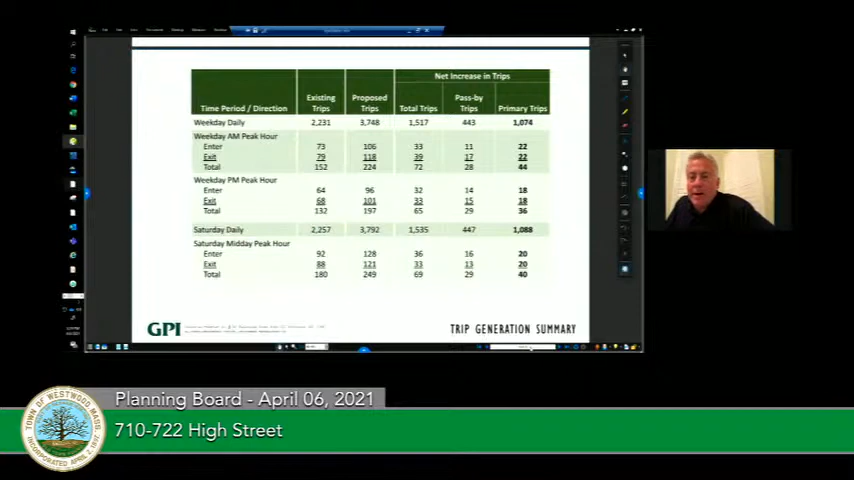 Net Increase in Trips
Time Period / Direction Existing Trips Proposed Trips Total Trips Pass-by Trips Primary Trips
Weekday Daily 2,231 3,748 1,517 443 1,074
Weekday AM Peak Hour
Enter 73 106 33 11 22
Exit 79 118 39 17 22
Total 152 224 72 28 44
Weekday PM Peak Hour
Enter 64 96 32 14 18
Exit 68 101 33 15 18
Total 132 197 65 29 36
Saturday Daily 2,257 3,792 1,535 447 1,088
Saturday Midday Peak Hour
Enter 92 128 36 16 20
Exit 88 121 33 13 20
Total 180 249 69 29 40
GPI
TRIP GENERATION SUMMARY
Planning Board - April 06, 2021
710-722 High Street
TOWN OF WESTWOOD MASS.
INCORPORATED APRIL 2, 1897